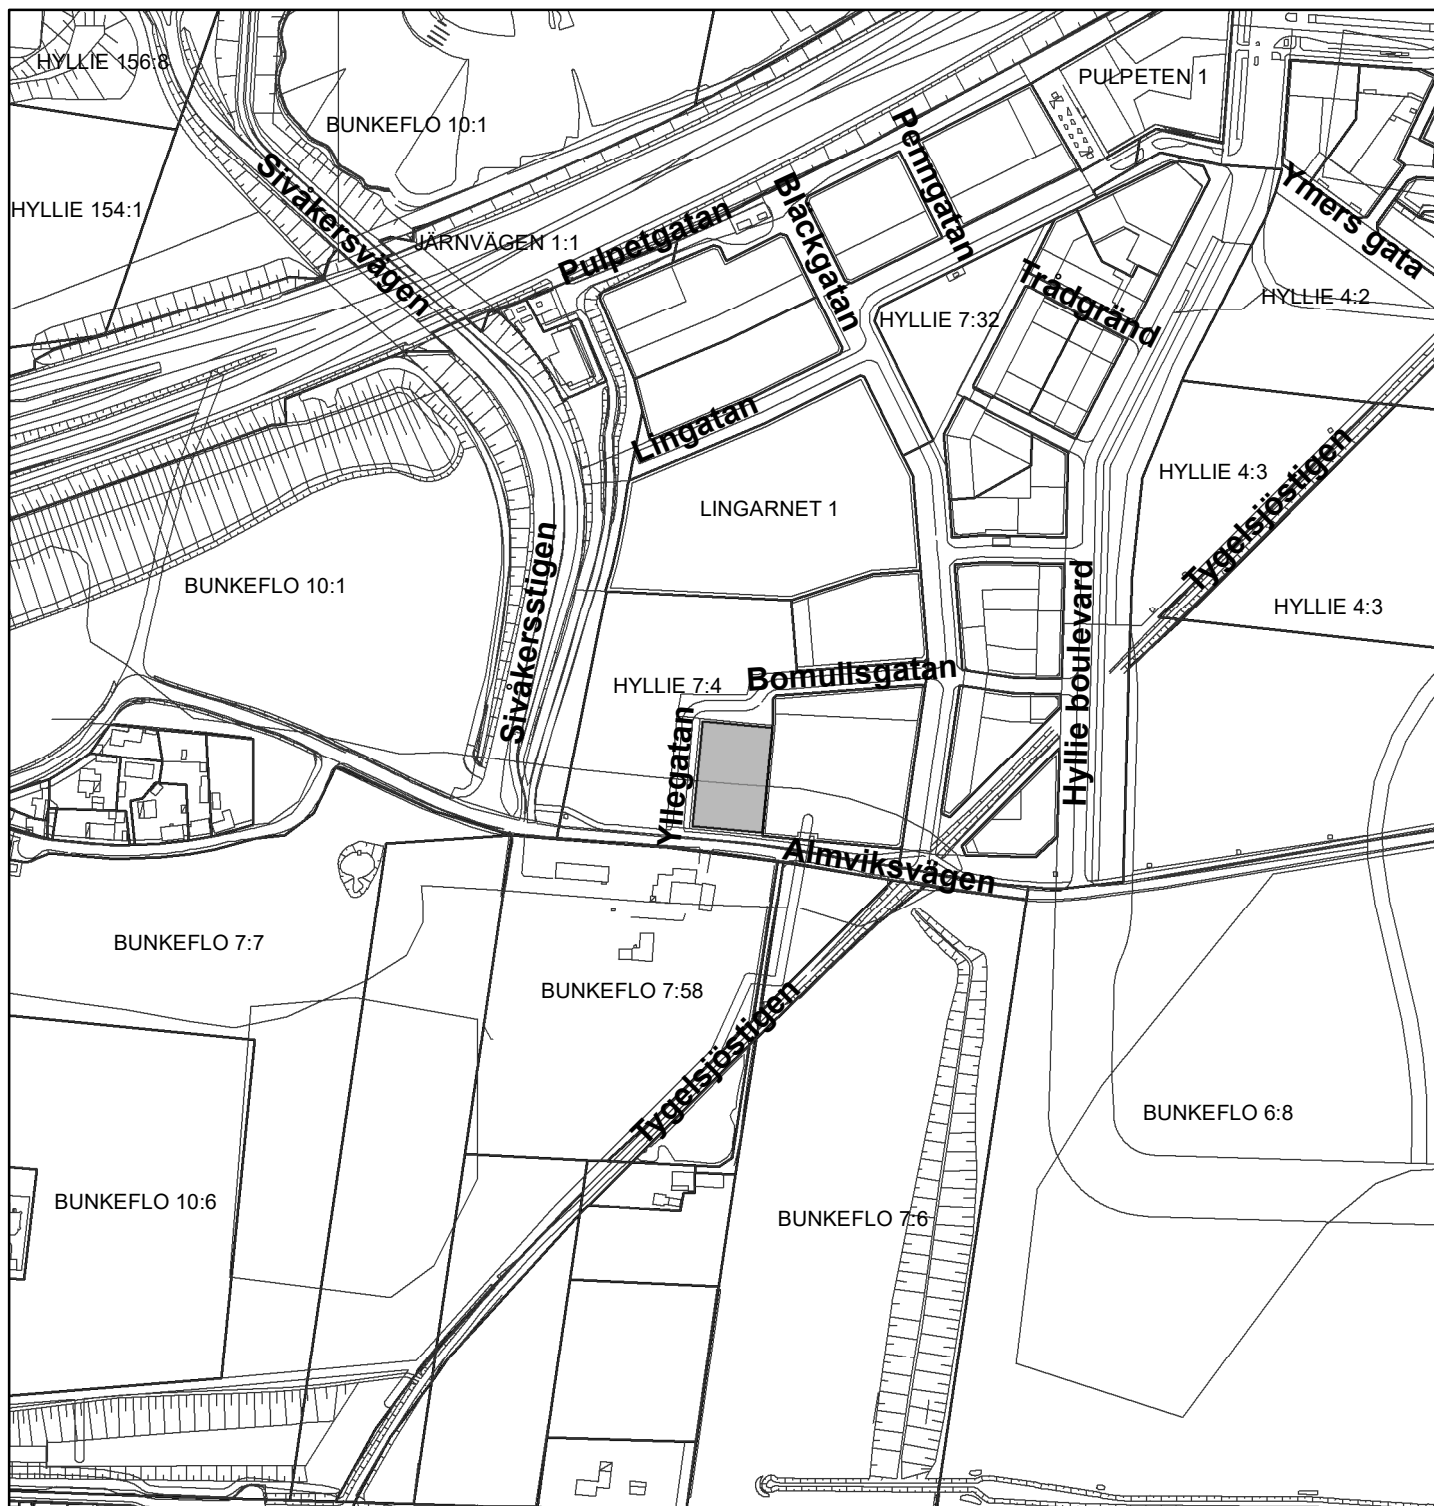 HYLLIE 156:8
PULPETEN 1
BUNKEFLO 10:1
Penngatan
Sivåkersvägen
Bläckgatan
Ymers gata
HYLLIE 154:1
JÄRNVÄGEN 1:1
Pulpetgatan
Trådgränd
HYLLIE 4:2
HYLLIE 7:32
Lingatan
HYLLIE 4:3
Tygelsjöstigen
LINGARNET 1
BUNKEFLO 10:1
Sivåkersstigen
Hyllie boulevard
HYLLIE 4:3
HYLLIE 7:4
Bomullsgatan
Yllegatan
Almviksvägen
BUNKEFLO 7:7
BUNKEFLO 7:58
Tygelsjöstigen
BUNKEFLO 6:8
BUNKEFLO 10:6
BUNKEFLO 7:6